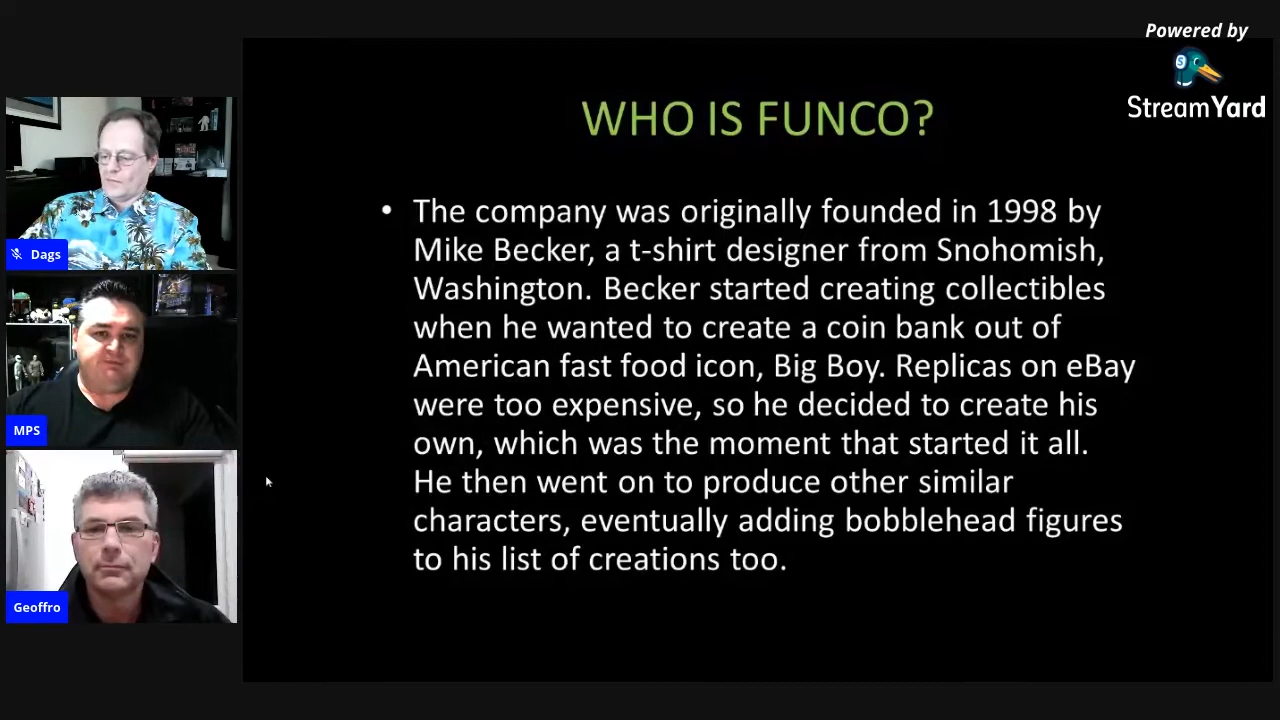 Powered by
StreamYard
WHO IS FUNCO?
• The company was originally founded in 1998 by
Mike Becker, a t-shirt designer from Snohomish,
Washington. Becker started creating collectibles
when he wanted to create a coin bank out of
American fast food icon, Big Boy. Replicas on eBay
were too expensive, so he decided to create his
own, which was the moment that started it all.
He then went on to produce other similar
characters, eventually adding bobblehead figures
to his list of creations too.
Dags
MPS
Geoffro